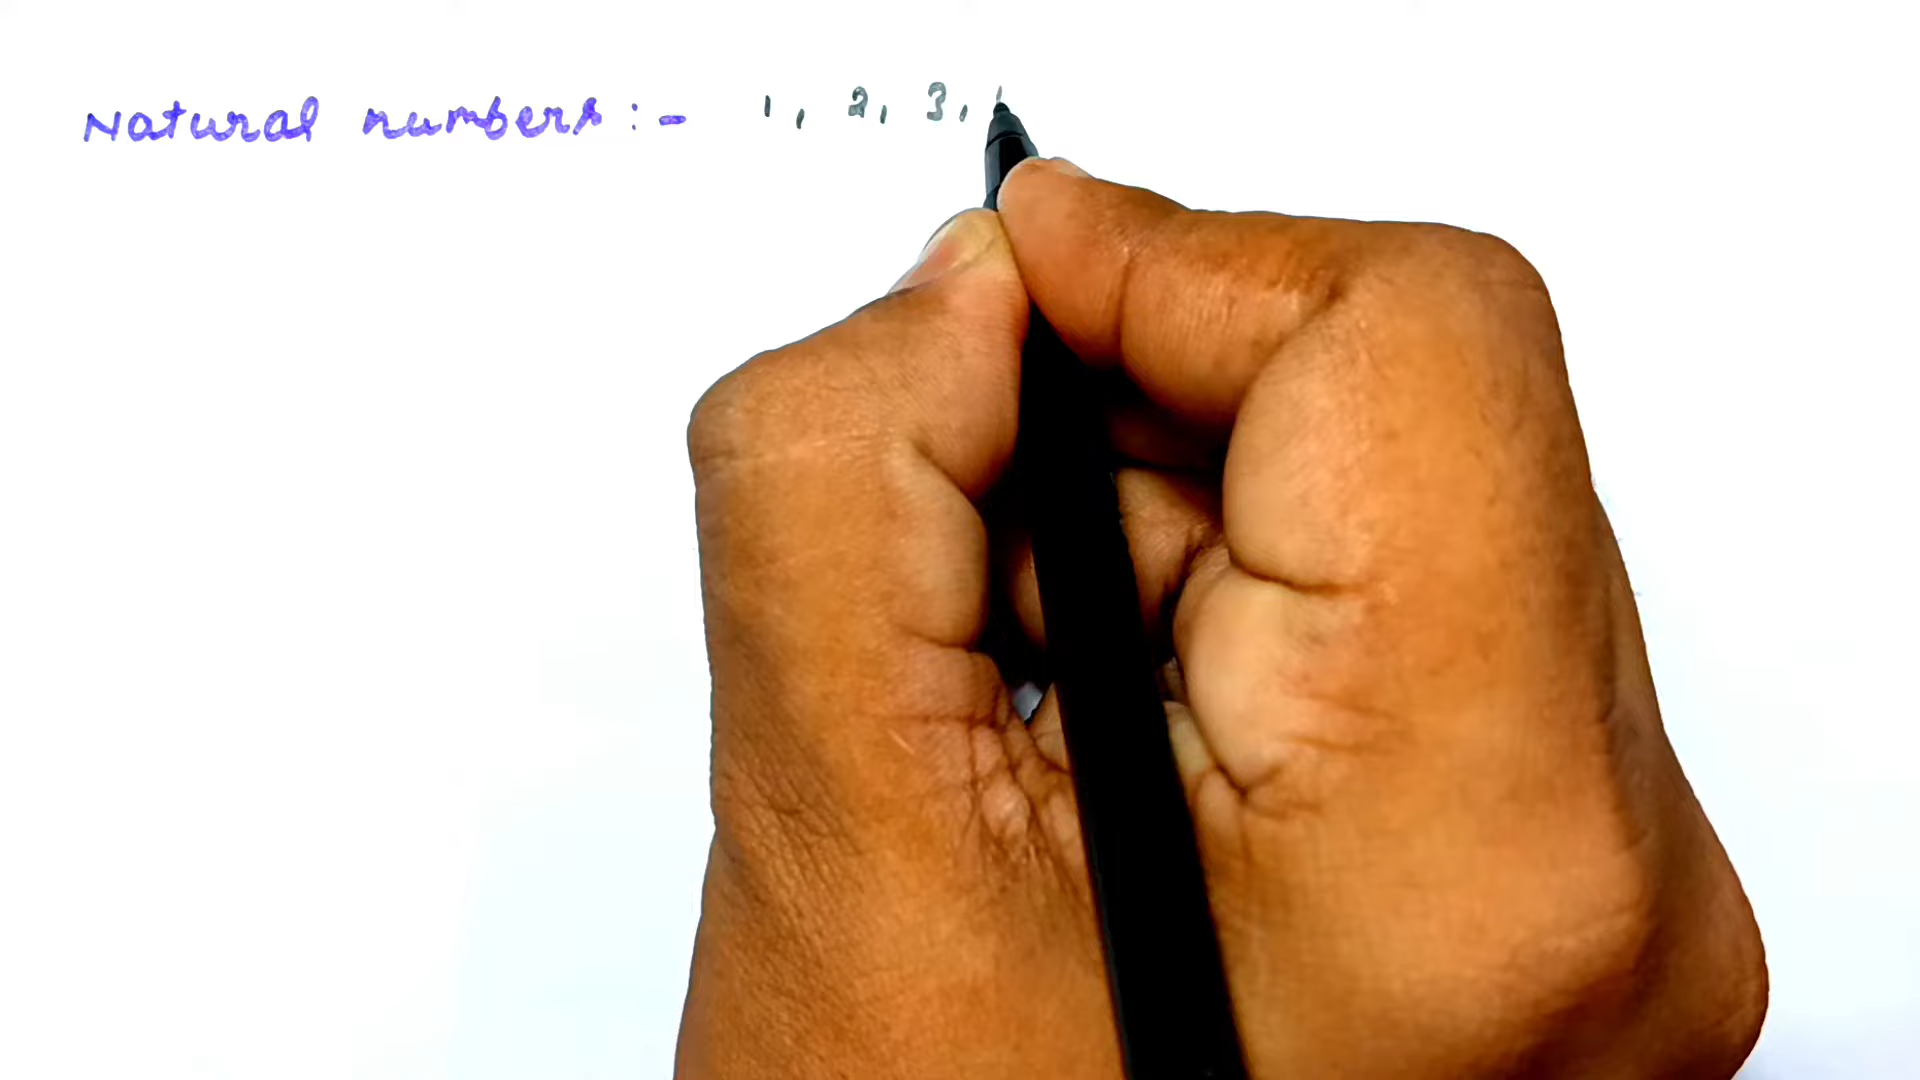 Natural numbers :- 1, 2, 3,